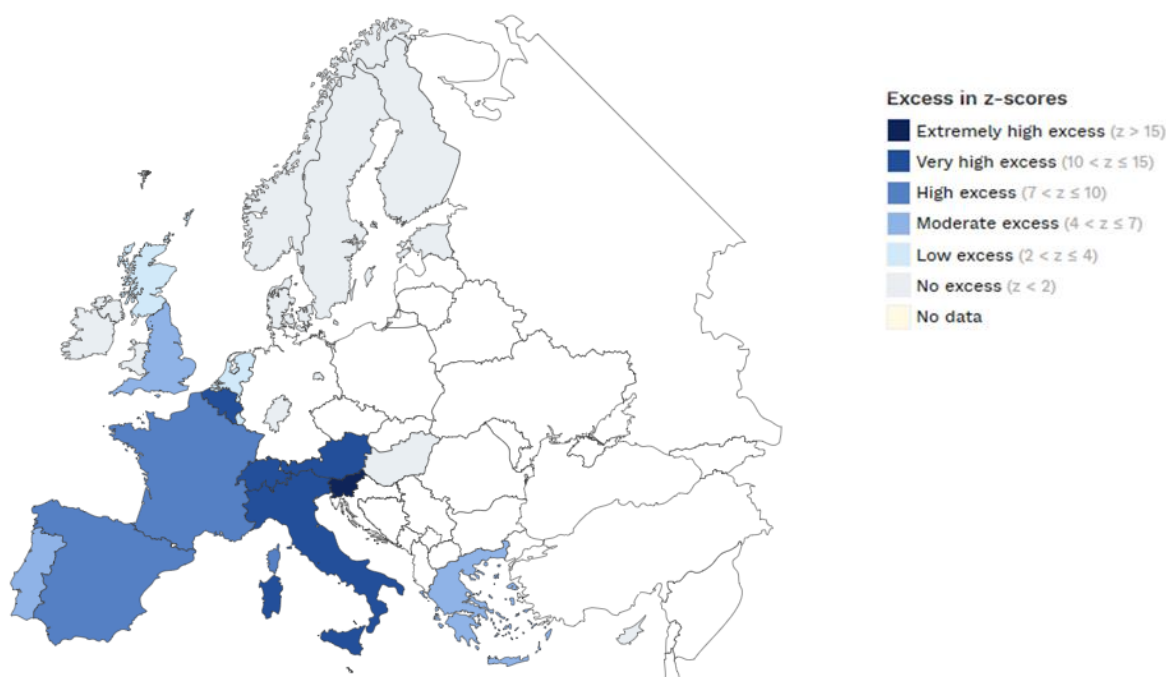 Excess in z-scores
Extremely high excess (z > 15)
Very high excess (10 < z ≤ 15)
High excess (7 < z ≤ 10)
Moderate excess (4 < z ≤ 7)
Low excess (2 < z ≤ 4)
No excess (z < 2)
No data